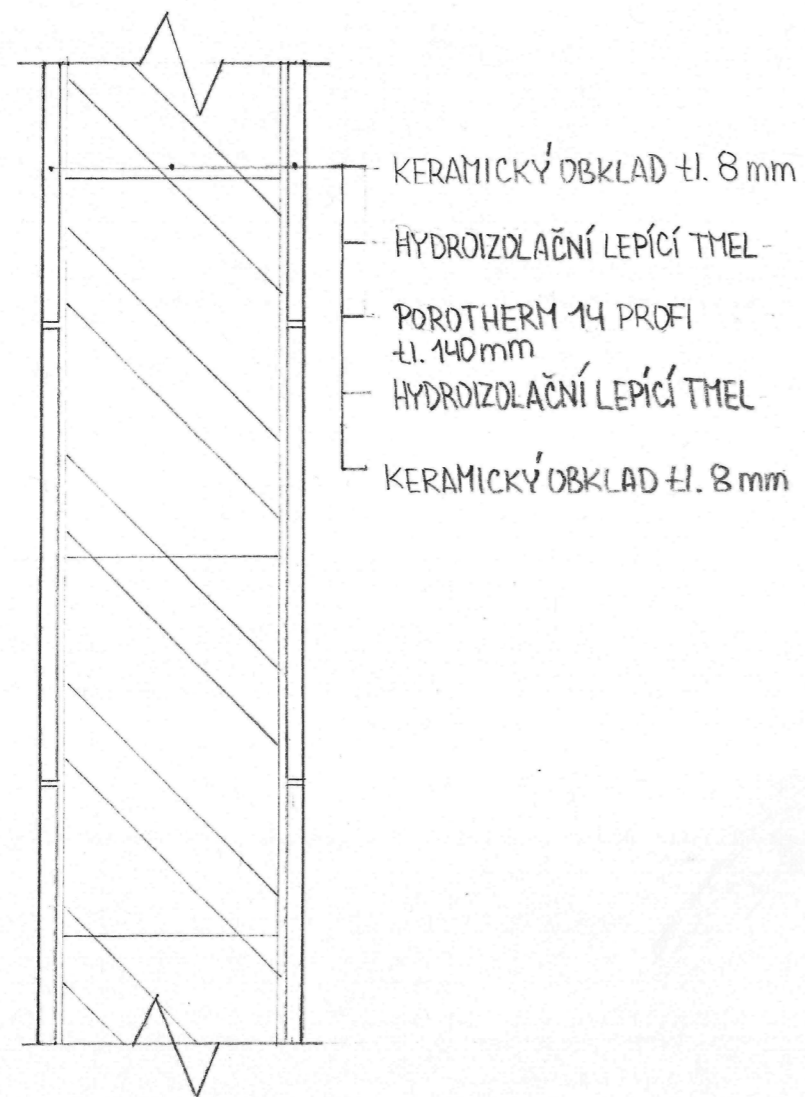 KERAMICKÝ OBKLAD tl. 8 mm
HYDROIZOLAČNÍ LEPÍCÍ TMEL
POROTHERM 14 PROFI
tl. 140 mm
HYDROIZOLAČNÍ LEPÍCÍ TMEL
KERAMICKÝ OBKLAD tl. 8 mm